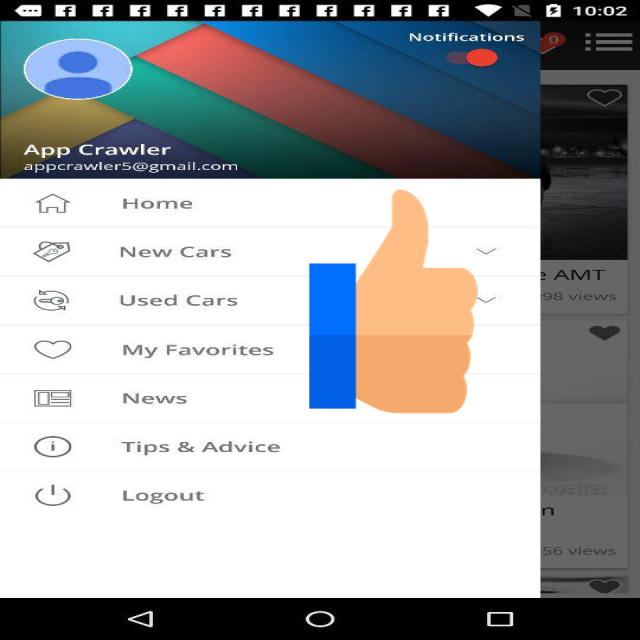 10:02
Notifications
0
App Crawler
appcrawler5@gmail.com
Home
New Cars
AMT
Used Cars
98 views
My Favorites
News
Tips & Advice
Logout
n
56 views